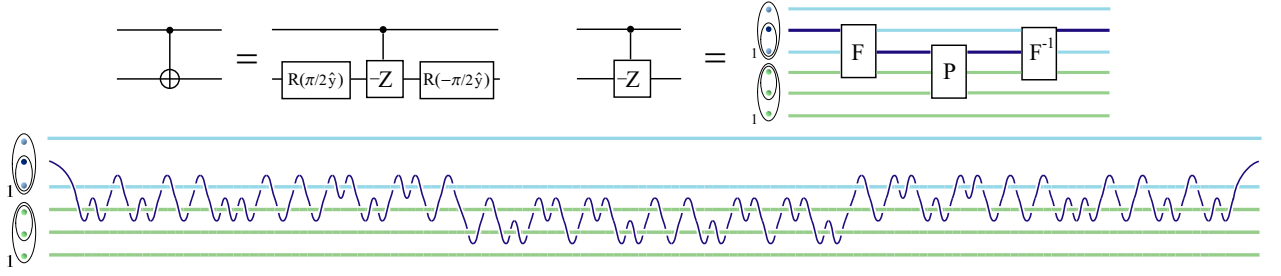 =
R(π/2ŷ)
–Z
R(-π/2ŷ)
–Z
=
F
P
F⁻¹
1
1
1
1